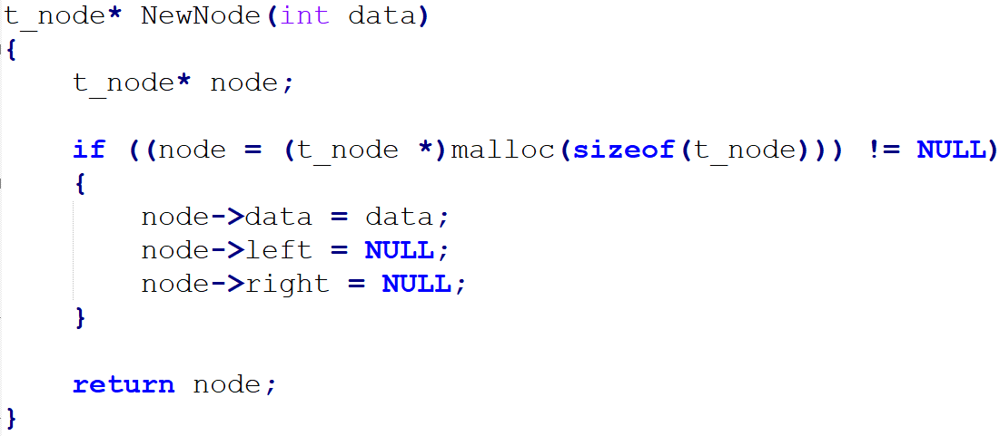 t_node* NewNode(int data)
{
    t_node* node;

    if ((node = (t_node *)malloc(sizeof(t_node))) != NULL)
    {
        node->data = data;
        node->left = NULL;
        node->right = NULL;
    }

    return node;
}